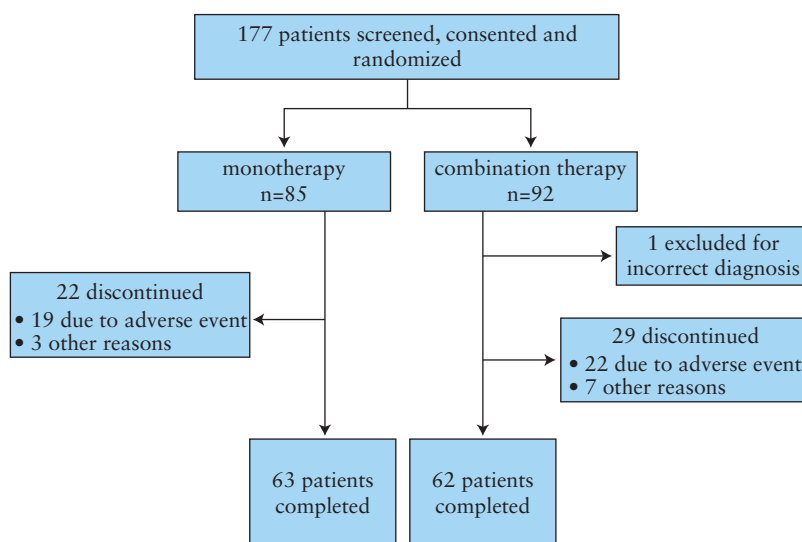 177 patients screened, consented and
randomized
monotherapy
n=85
combination therapy
n=92
1 excluded for
incorrect diagnosis
22 discontinued
• 19 due to adverse event
• 3 other reasons
29 discontinued
• 22 due to adverse event
• 7 other reasons
63 patients
completed
62 patients
completed